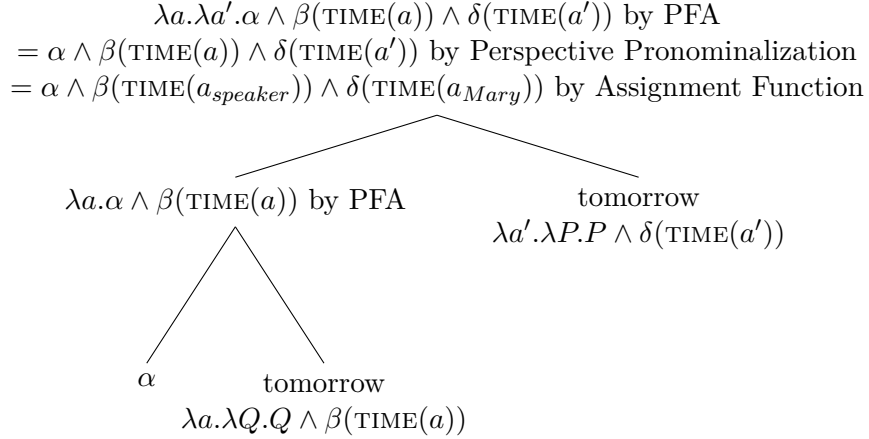 λa.λa′.α ∧ β(TIME(a)) ∧ δ(TIME(a′)) by PFA
= α ∧ β(TIME(a)) ∧ δ(TIME(a′)) by Perspective Pronominalization
= α ∧ β(TIME(a_speaker)) ∧ δ(TIME(a_Mary)) by Assignment Function
λa.α ∧ β(TIME(a)) by PFA
tomorrow
λa′.λP.P ∧ δ(TIME(a′))
α
tomorrow
λa.λQ.Q ∧ β(TIME(a))